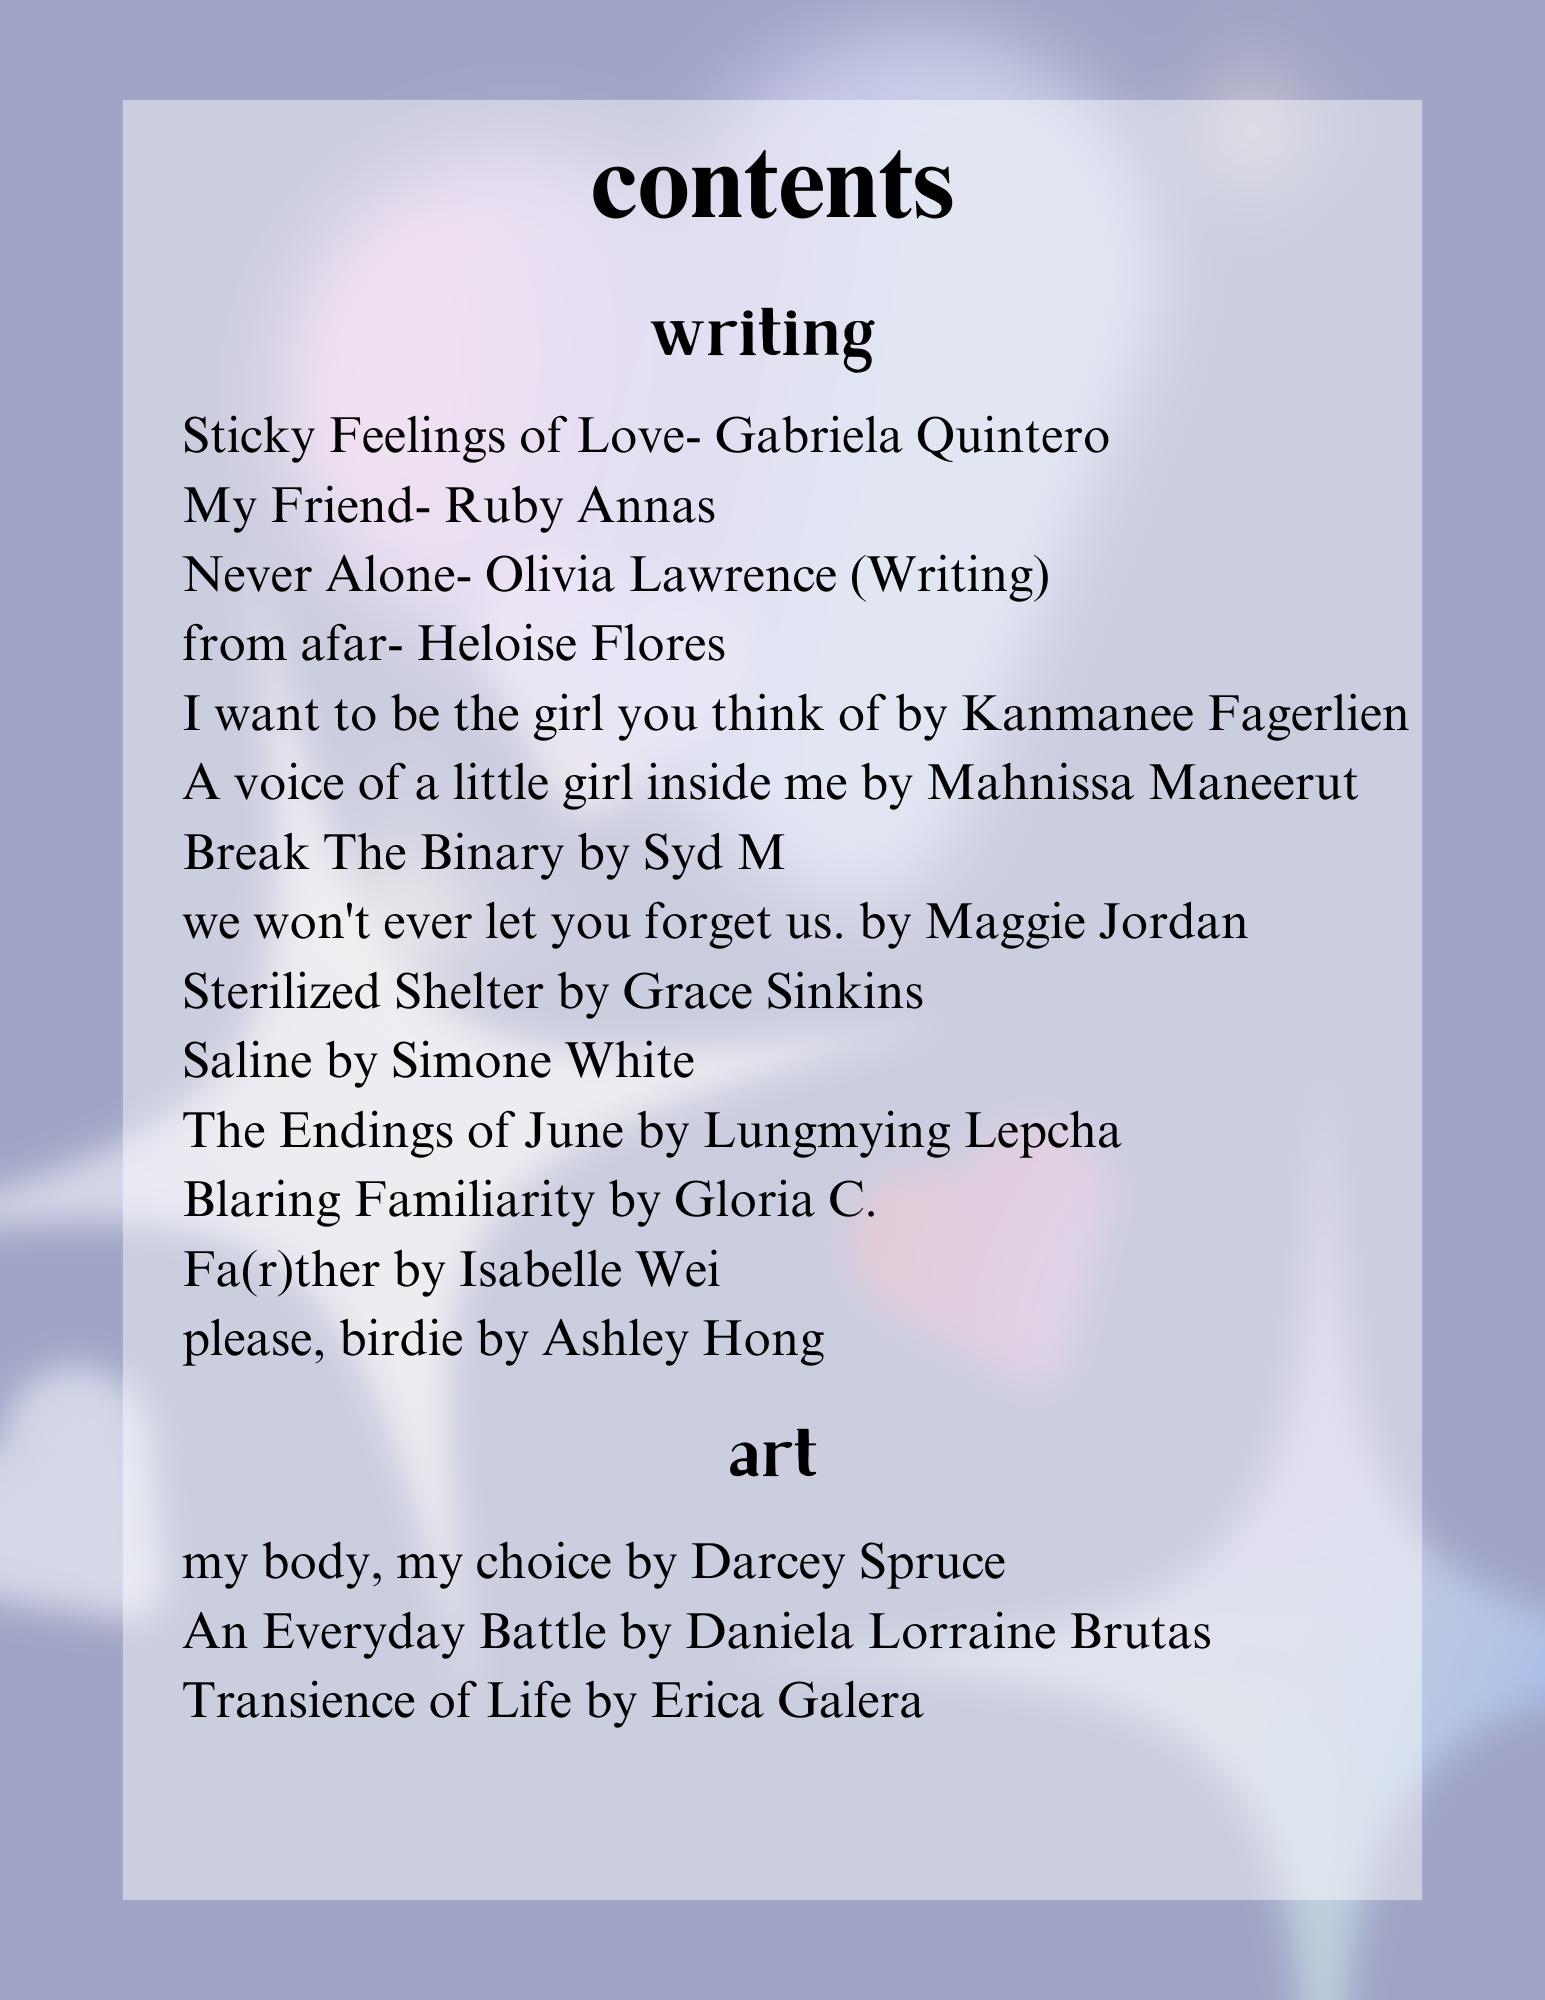 contents
writing
Sticky Feelings of Love- Gabriela Quintero
My Friend- Ruby Annas
Never Alone- Olivia Lawrence (Writing)
from afar- Heloise Flores
I want to be the girl you think of by Kanmanee Fagerlien
A voice of a little girl inside me by Mahnissa Maneerut
Break The Binary by Syd M
we won't ever let you forget us. by Maggie Jordan
Sterilized Shelter by Grace Sinkins
Saline by Simone White
The Endings of June by Lungmying Lepcha
Blaring Familiarity by Gloria C.
Fa(r)ther by Isabelle Wei
please, birdie by Ashley Hong
art
my body, my choice by Darcey Spruce
An Everyday Battle by Daniela Lorraine Brutas
Transience of Life by Erica Galera